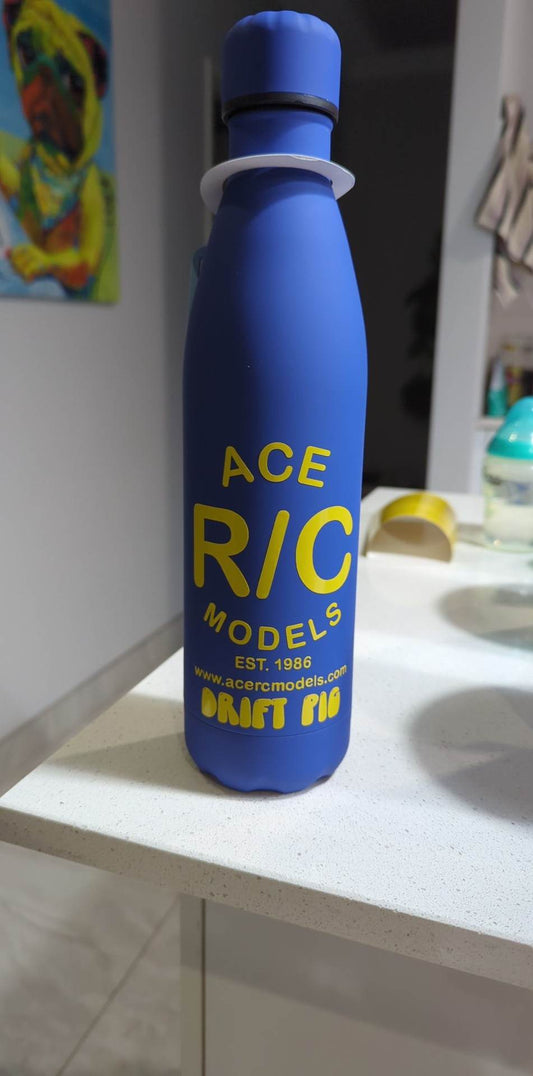 ACE
R/C
MODELS
EST. 1986
www.acercmodels.com
DRIFT PIG